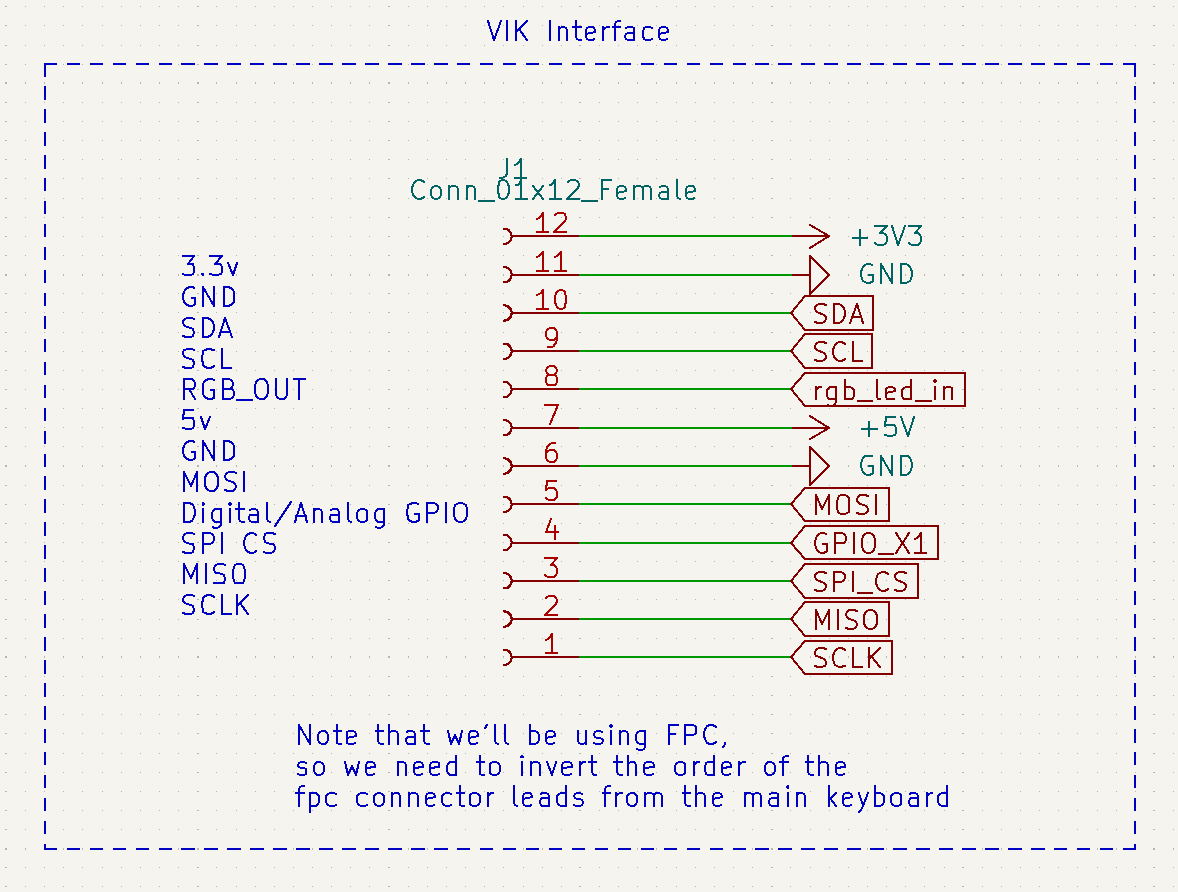 VIK Interface
J1
Conn_01x12_Female
12 +3V3
11 GND
10 SDA
9 SCL
8 rgb_led_in
7 +5V
6 GND
5 MOSI
4 GPIO_X1
3 SPI_CS
2 MISO
1 SCLK
3.3v
GND
SDA
SCL
RGB_OUT
5v
GND
MOSI
Digital/Analog GPIO
SPI CS
MISO
SCLK
Note that we'll be using FPC,
so we need to invert the order of the
fpc connector leads from the main keyboard